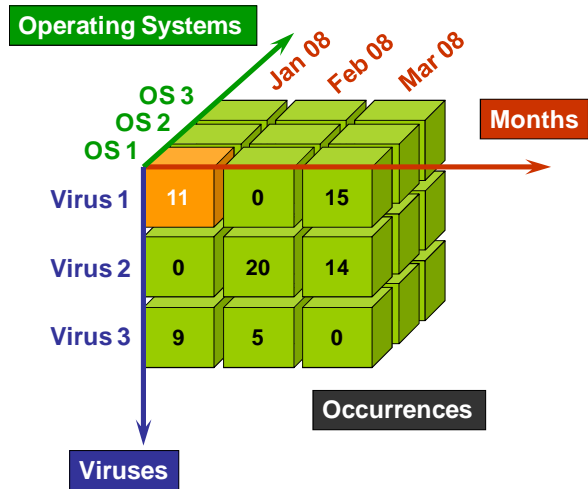 Operating Systems
Jan 08
Feb 08
Mar 08
OS 3
OS 2
OS 1
Months
Virus 1 11 0 15
Virus 2 0 20 14
Virus 3 9 5 0
Occurrences
Viruses